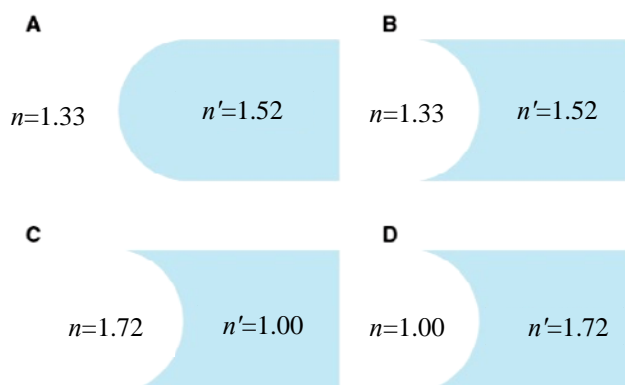 A
n=1.33
n′=1.52
B
n=1.33
n′=1.52
C
n=1.72
n′=1.00
D
n=1.00
n′=1.72